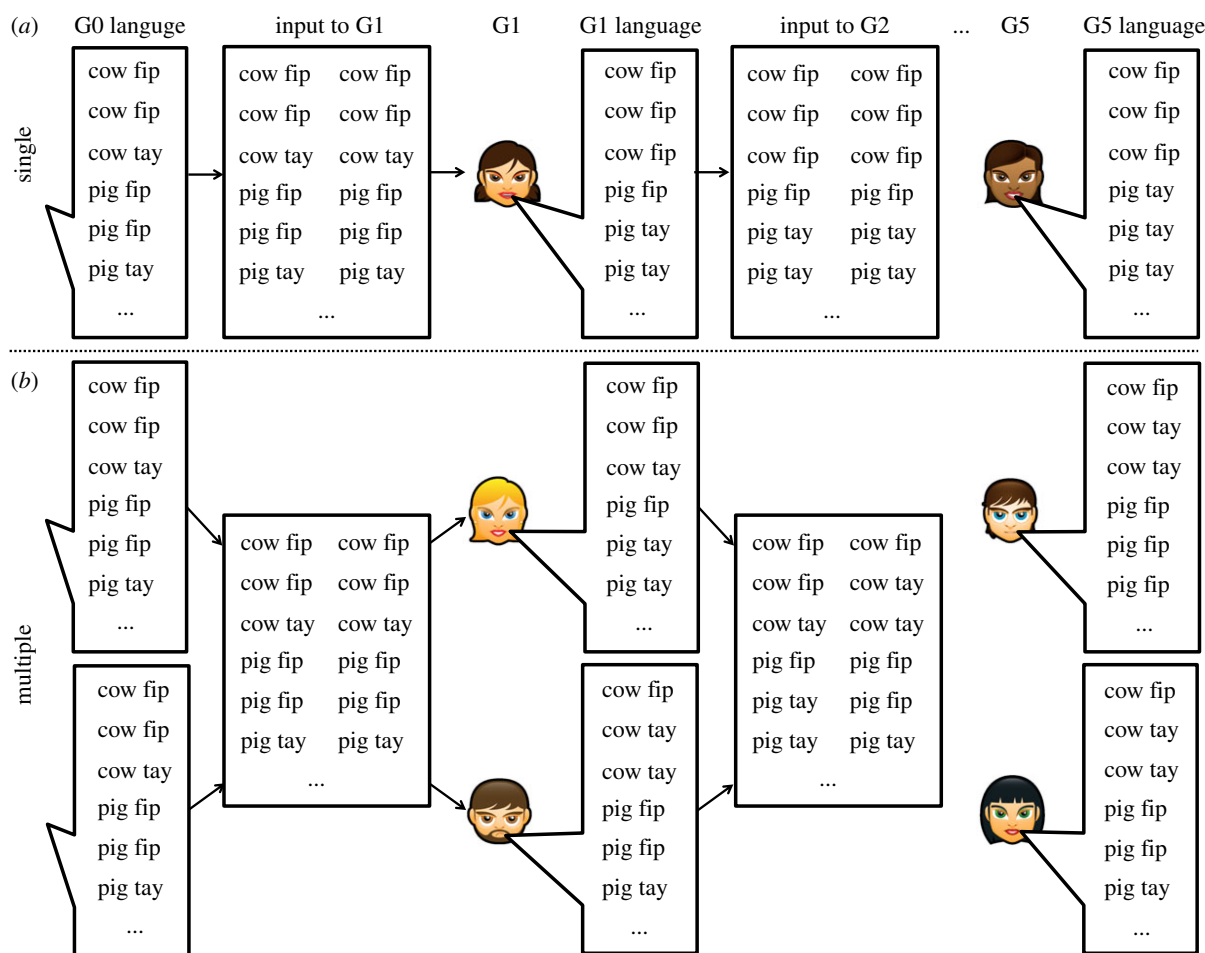 (a) G0 languge input to G1 G1 G1 language input to G2 ... G5 G5 language
single
cow fip
cow fip
cow tay
pig fip
pig fip
pig tay
...
cow fip cow fip
cow fip cow fip
cow tay cow tay
pig fip pig fip
pig fip pig fip
pig tay pig tay
...
cow fip
cow fip
cow fip
pig fip
pig tay
pig tay
...
cow fip cow fip
cow fip cow fip
cow fip cow fip
pig fip pig fip
pig tay pig tay
pig tay pig tay
...
cow fip
cow fip
cow fip
pig tay
pig tay
pig tay
...
(b)
multiple
cow fip
cow fip
cow tay
pig fip
pig fip
pig tay
...
cow fip
cow fip
cow tay
pig fip
pig fip
pig tay
...
cow fip cow fip
cow fip cow fip
cow tay cow tay
pig fip pig fip
pig fip pig fip
pig tay pig tay
...
cow fip
cow fip
cow tay
pig fip
pig tay
pig tay
...
cow fip
cow tay
cow tay
pig fip
pig fip
pig tay
...
cow fip cow fip
cow fip cow tay
cow tay cow tay
pig fip pig fip
pig tay pig fip
pig tay pig tay
...
cow fip
cow tay
cow tay
pig fip
pig fip
pig fip
...
cow fip
cow tay
cow tay
pig fip
pig fip
pig tay
...